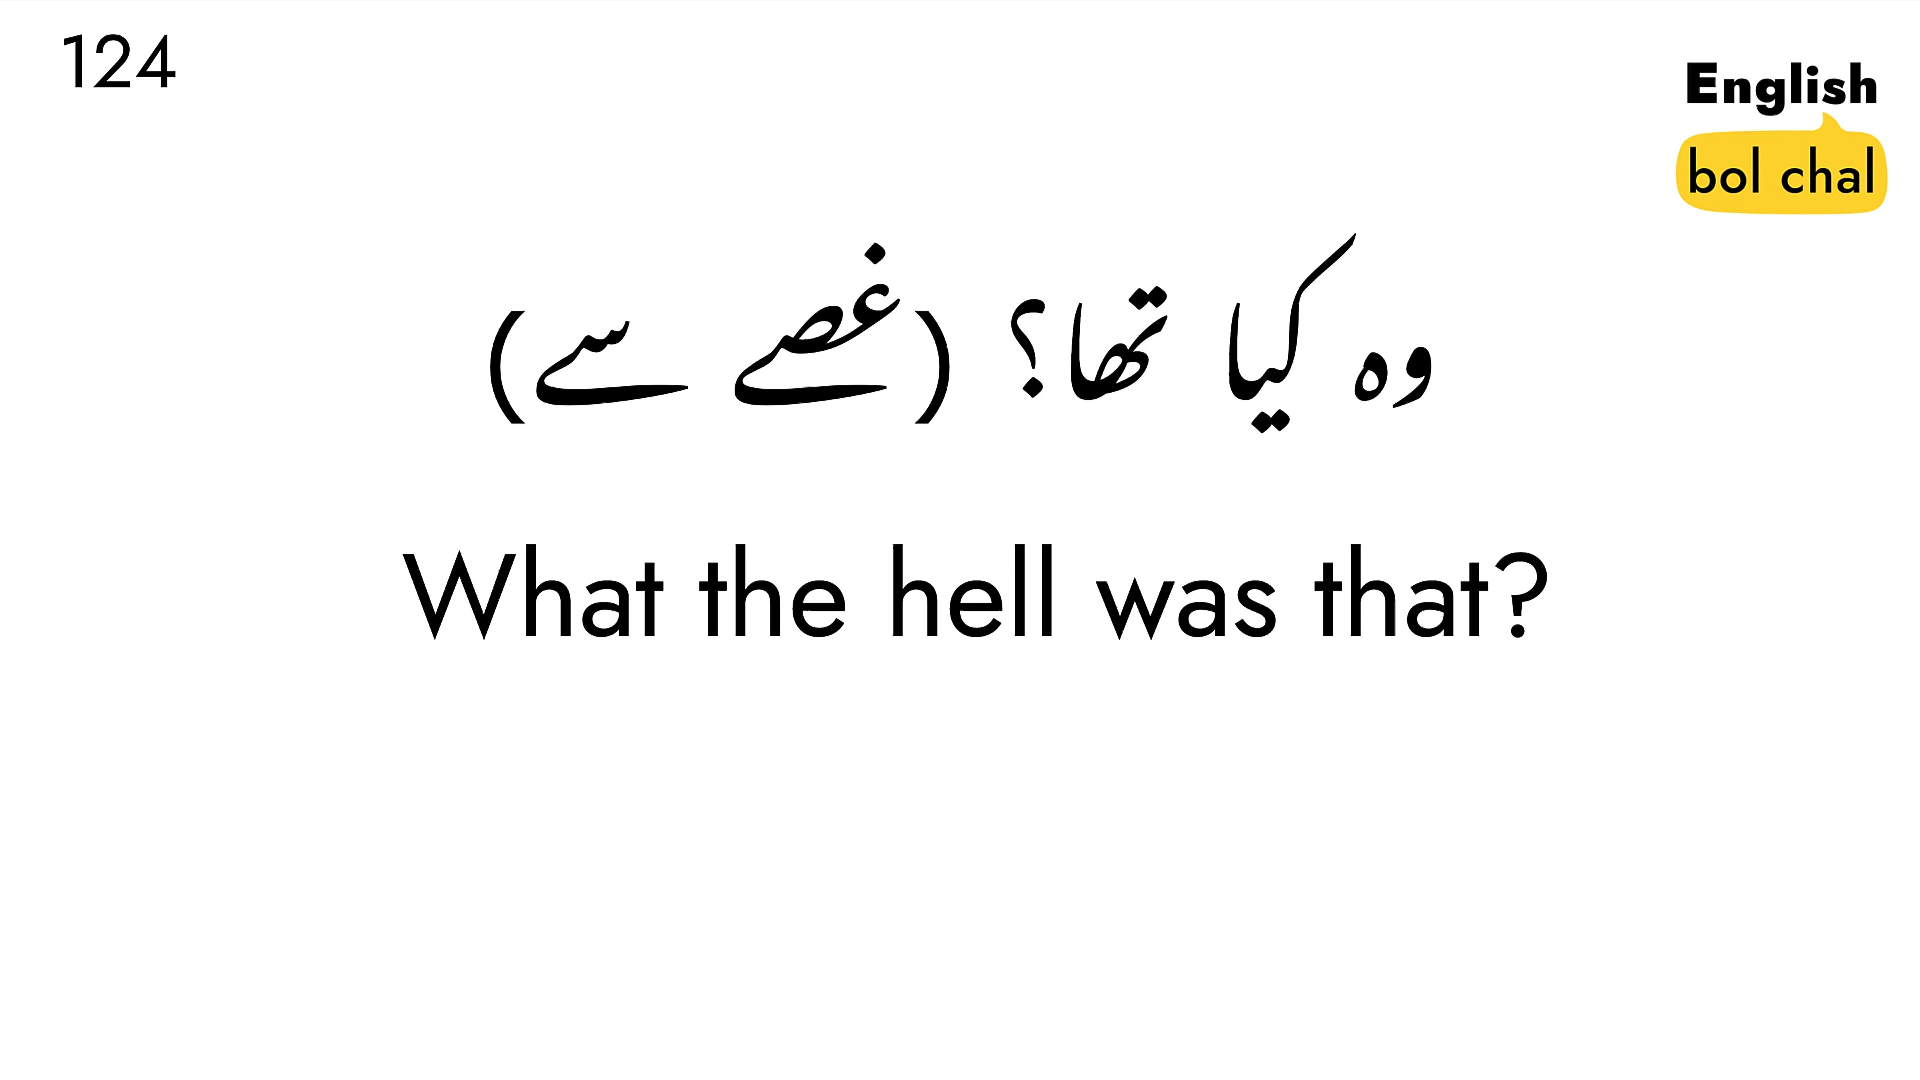 124
English
bol chal
وہ کیا تھا؟ (غصے سے)
What the hell was that?